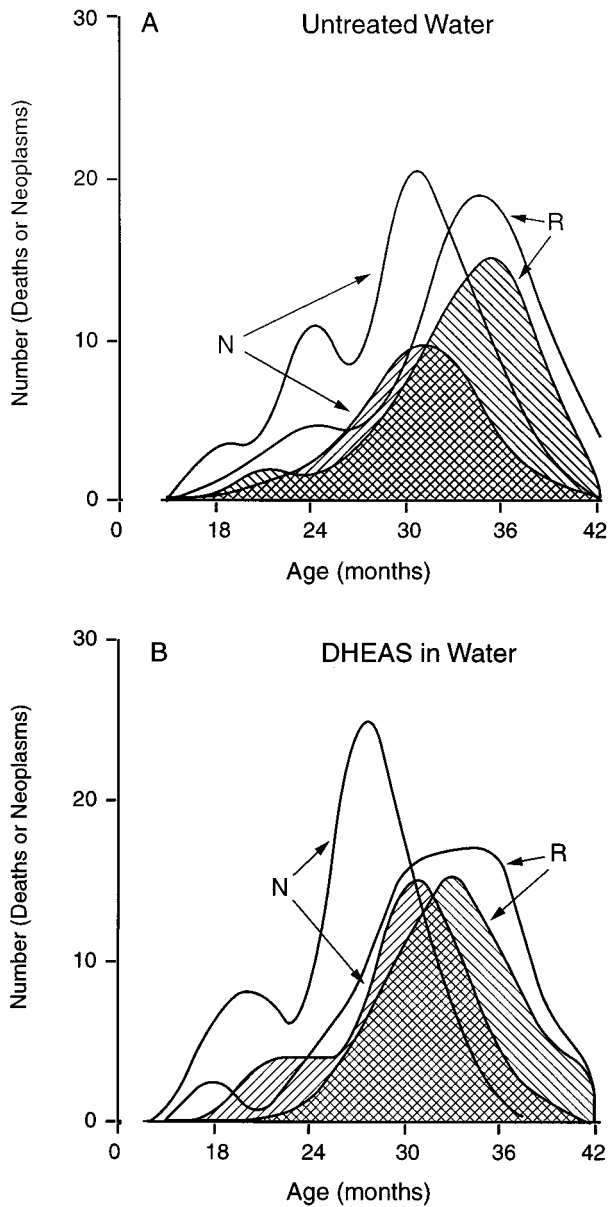 A
Untreated Water
30
20
10
0
Number (Deaths or Neoplasms)
N
R
0
18
24
30
36
42
Age (months)
B
DHEAS in Water
30
20
10
0
Number (Deaths or Neoplasms)
N
R
0
18
24
30
36
42
Age (months)